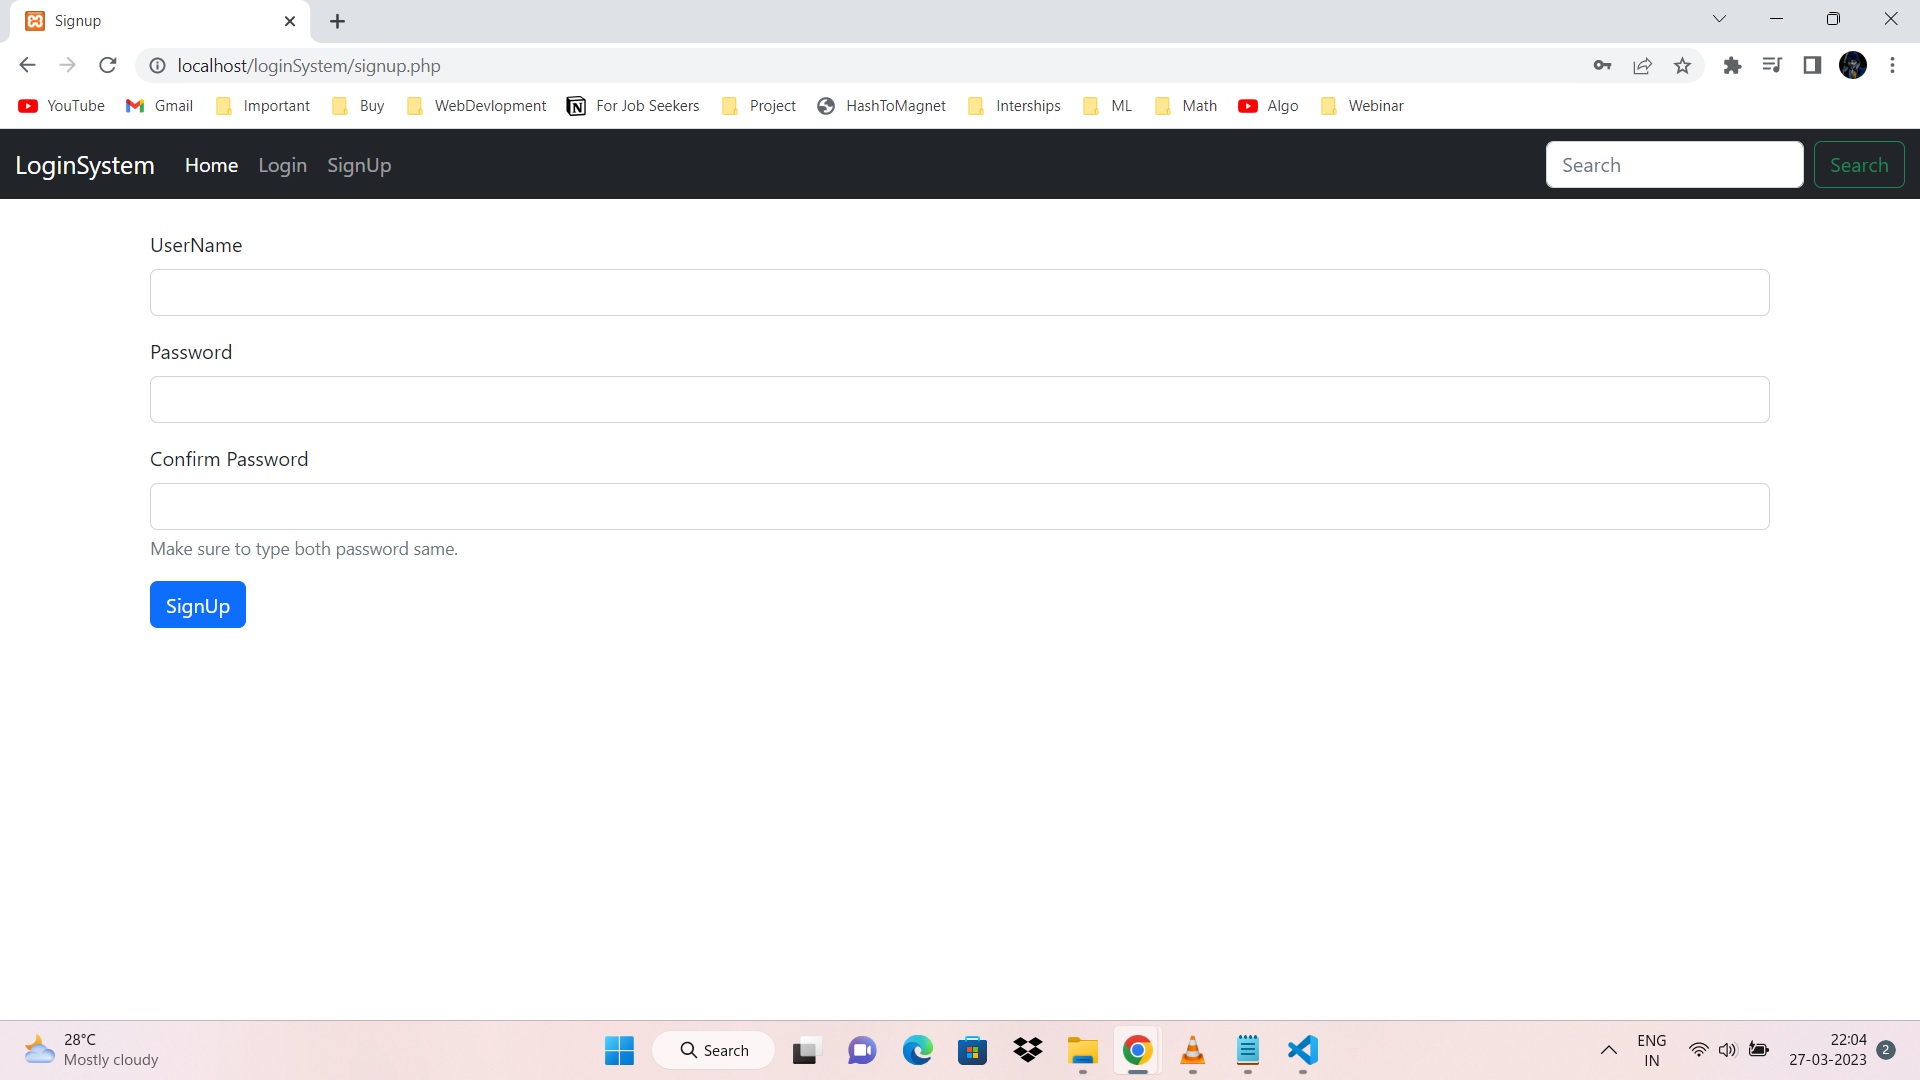 Signup
localhost/loginSystem/signup.php
YouTube Gmail Important Buy WebDevlopment For Job Seekers Project HashToMagnet Interships ML Math Algo Webinar
LoginSystem Home Login SignUp Search Search
UserName
Password
Confirm Password
Make sure to type both password same.
SignUp
28°C
Mostly cloudy
Search
ENG
IN
22:04
27-03-2023
2